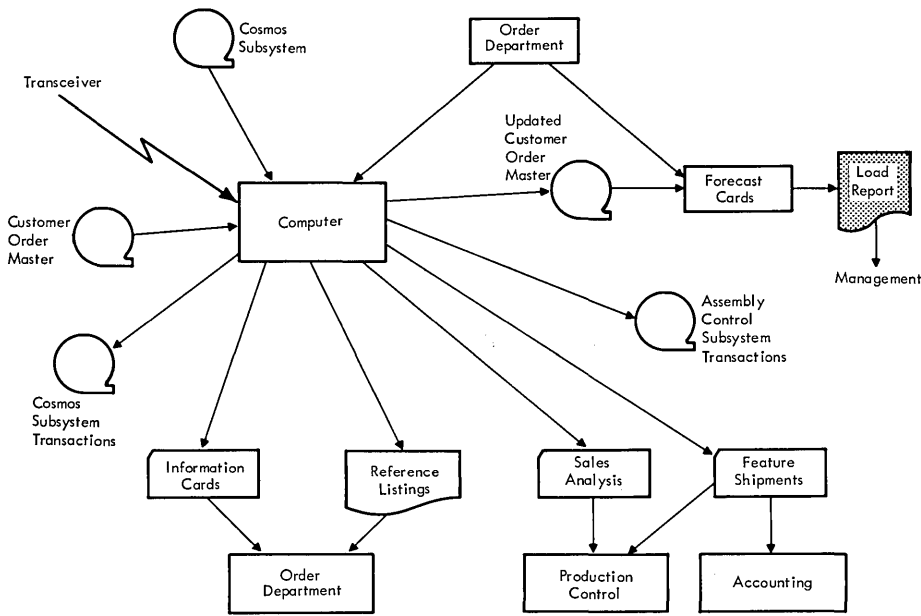 Cosmos
Subsystem
Order
Department
Transceiver
Updated
Customer
Order
Master
Forecast
Cards
Load
Report
Customer
Order
Master
Computer
Management
Assembly
Control
Subsystem
Transactions
Cosmos
Subsystem
Transactions
Information
Cards
Reference
Listings
Sales
Analysis
Feature
Shipments
Order
Department
Production
Control
Accounting